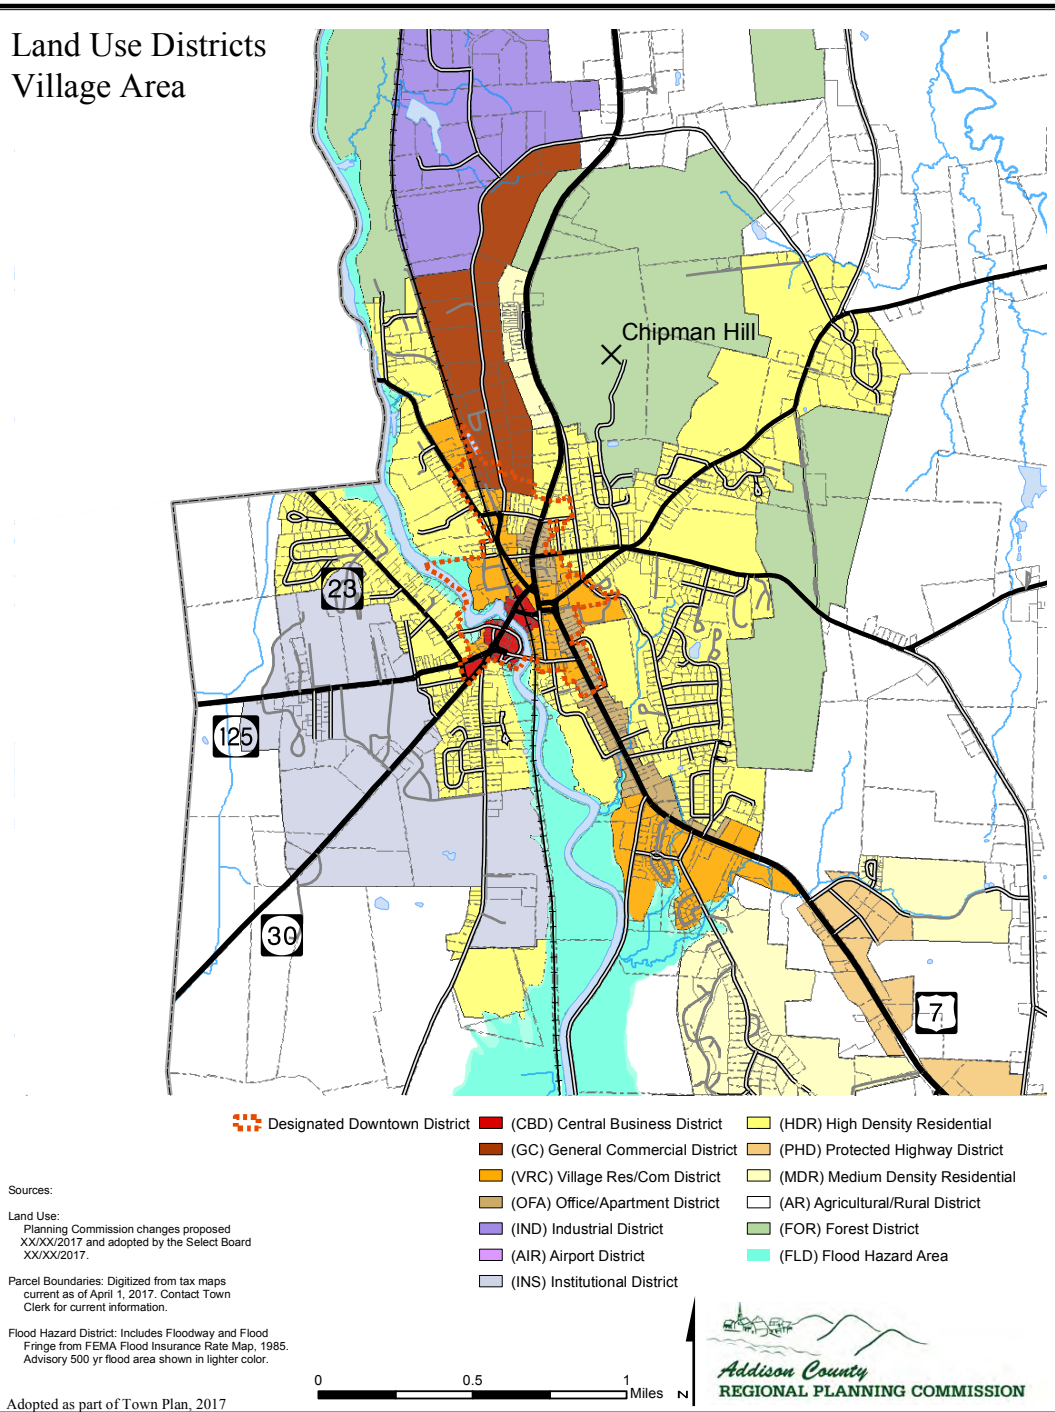 Land Use Districts
Village Area
Chipman Hill
23
125
30
7
Designated Downtown District
(CBD) Central Business District
(GC) General Commercial District
(VRC) Village Res/Com District
(OFA) Office/Apartment District
(IND) Industrial District
(AIR) Airport District
(INS) Institutional District
(HDR) High Density Residential
(PHD) Protected Highway District
(MDR) Medium Density Residential
(AR) Agricultural/Rural District
(FOR) Forest District
(FLD) Flood Hazard Area
Sources:
Land Use:
Planning Commission changes proposed
XX/XX/2017 and adopted by the Select Board
XX/XX/2017.
Parcel Boundaries: Digitized from tax maps
current as of April 1, 2017. Contact Town
Clerk for current information.
Flood Hazard District: Includes Floodway and Flood
Fringe from FEMA Flood Insurance Rate Map, 1985.
Advisory 500 yr flood area shown in lighter color.
Adopted as part of Town Plan, 2017
0 0.5 1
Miles
N
Addison County
REGIONAL PLANNING COMMISSION